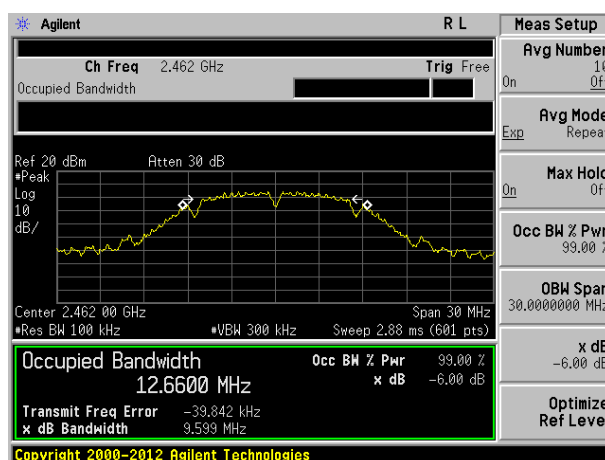 Agilent R L Meas Setup
Ch Freq 2.462 GHz Trig Free
Occupied Bandwidth
Avg Number
10
On Off
Avg Mode
Exp Repeat
Max Hold
On Off
Occ BW % Pwr
99.00 %
OBW Span
30.0000000 MHz
x dB
-6.00 dB
Optimize
Ref Level
Ref 20 dBm Atten 30 dB
#Peak
Log
10
dB/
Center 2.462 00 GHz Span 30 MHz
#Res BW 100 kHz #VBW 300 kHz Sweep 2.88 ms (601 pts)
Occupied Bandwidth Occ BW % Pwr 99.00 %
12.6600 MHz x dB -6.00 dB
Transmit Freq Error -39.842 kHz
x dB Bandwidth 9.599 MHz
Copyright 2000-2012 Agilent Technologies